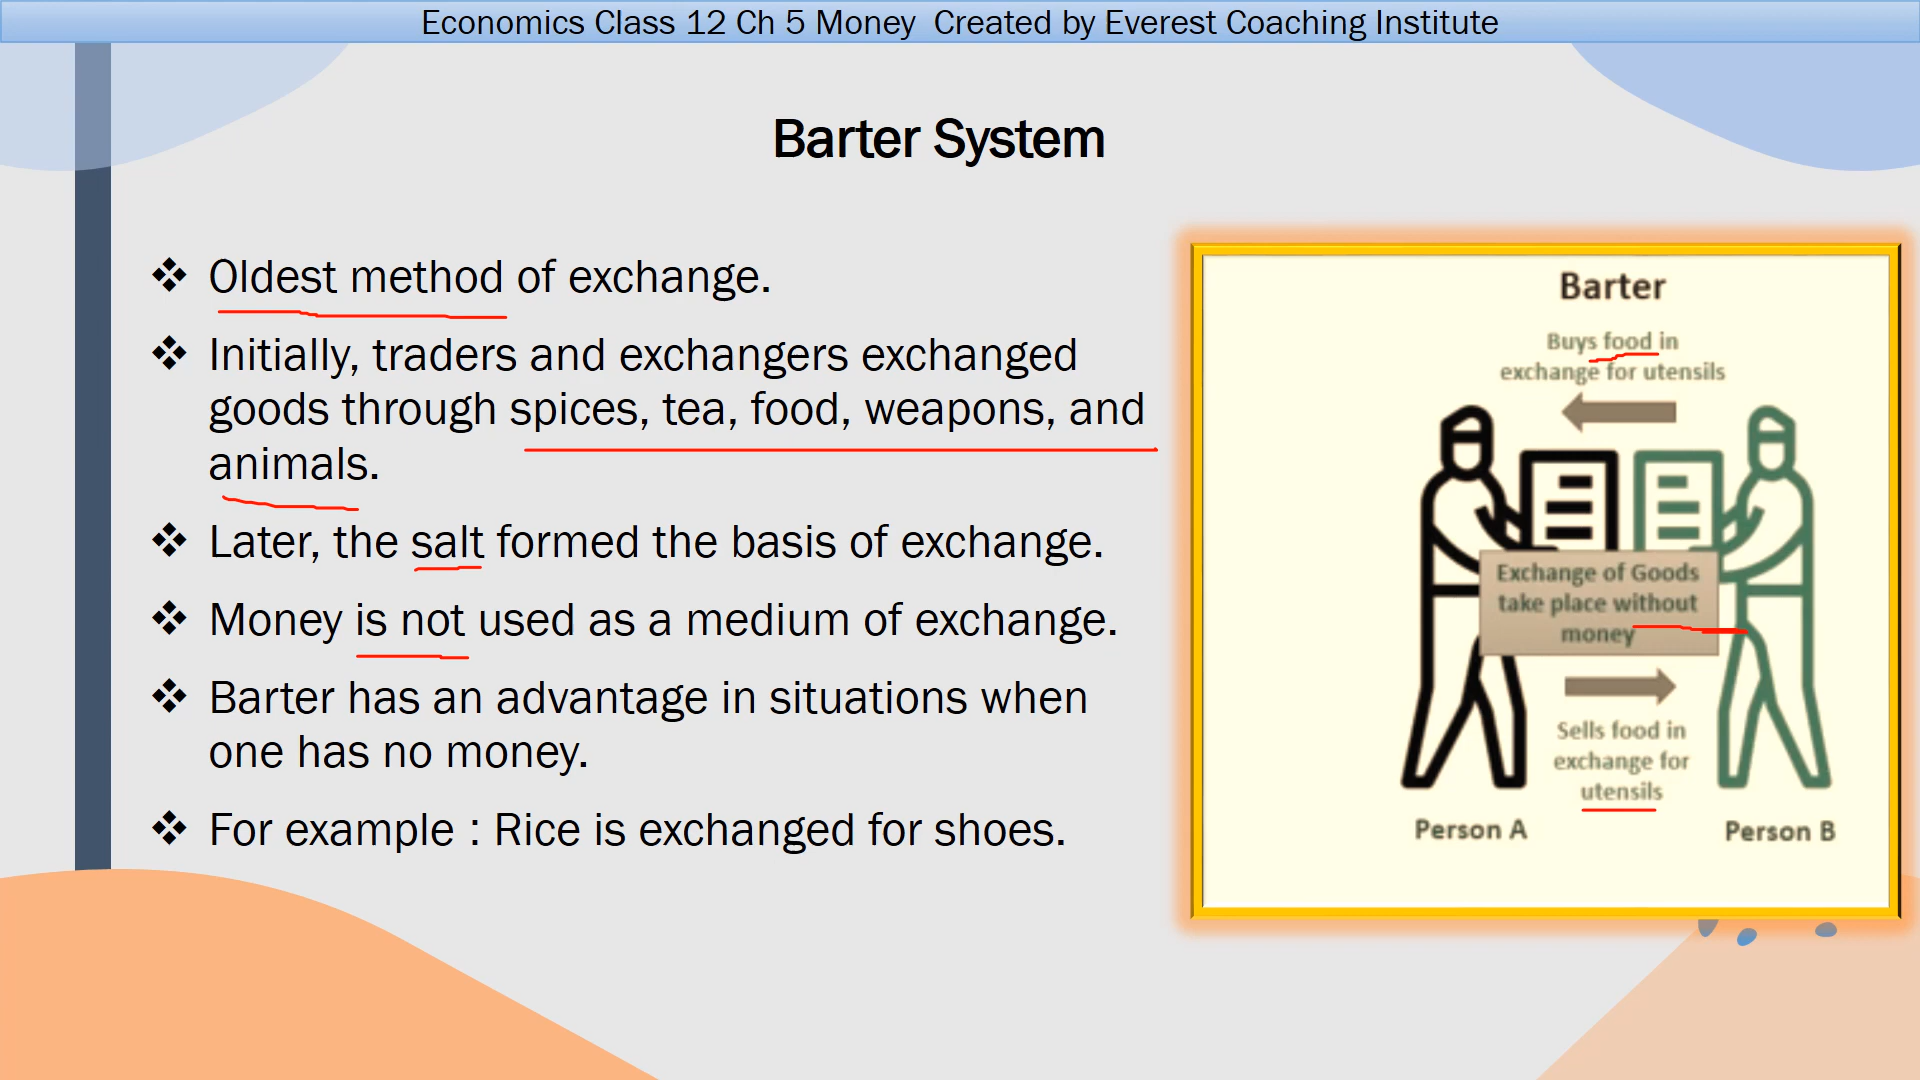 Economics Class 12 Ch 5 Money  Created by Everest Coaching Institute
Barter System
❖ Oldest method of exchange.
❖ Initially, traders and exchangers exchanged
goods through spices, tea, food, weapons, and
animals.
❖ Later, the salt formed the basis of exchange.
❖ Money is not used as a medium of exchange.
❖ Barter has an advantage in situations when
one has no money.
❖ For example : Rice is exchanged for shoes.
Barter
Buys food in
exchange for utensils
Exchange of Goods
take place without
money
Sells food in
exchange for
utensils
Person A
Person B